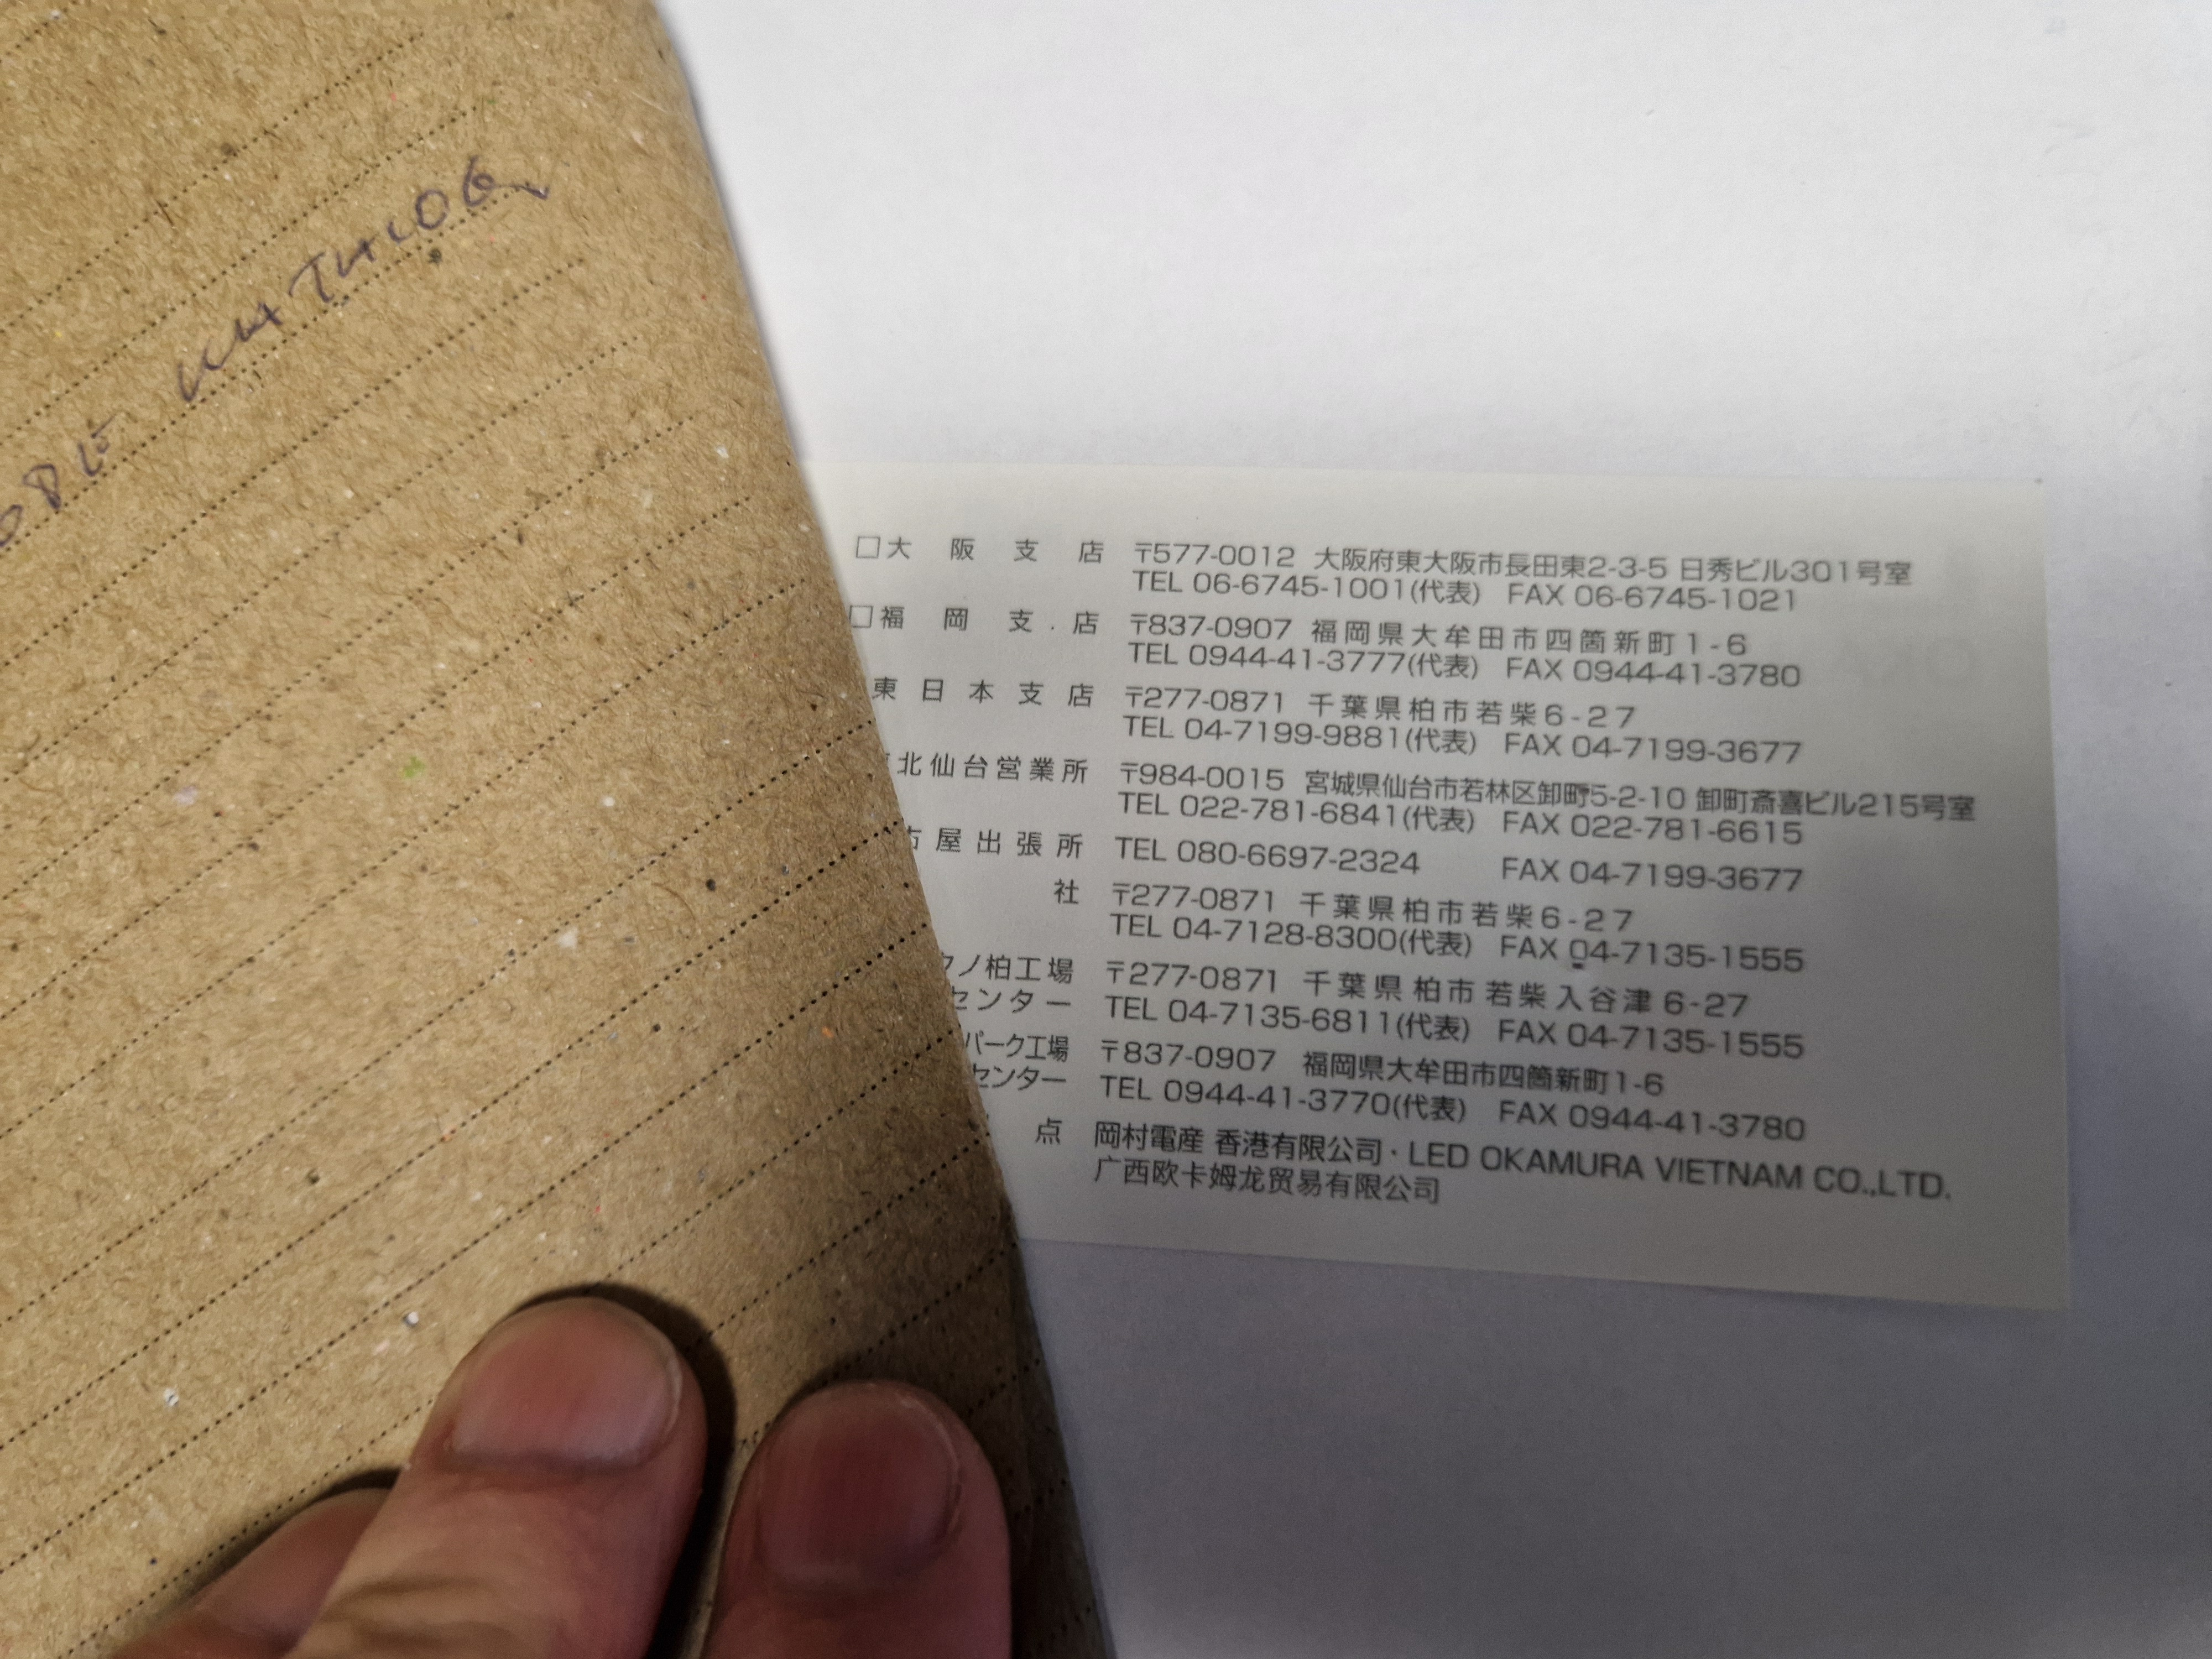 □大阪支店 〒577-0012 大阪府東大阪市長田東2-3-5 日秀ビル301号室
TEL 06-6745-1001(代表) FAX 06-6745-1021
□福岡支店 〒837-0907 福岡県大牟田市四箇新町1-6
TEL 0944-41-3777(代表) FAX 0944-41-3780
東日本支店 〒277-0871 千葉県柏市若柴6-27
TEL 04-7199-9881(代表) FAX 04-7199-3677
北仙台営業所 〒984-0015 宮城県仙台市若林区卸町5-2-10 卸町斎喜ビル215号室
TEL 022-781-6841(代表) FAX 022-781-6615
屋出張所 TEL 080-6697-2324 FAX 04-7199-3677
社 〒277-0871 千葉県柏市若柴6-27
TEL 04-7128-8300(代表) FAX 04-7135-1555
ノ柏工場 〒277-0871 千葉県柏市若柴入谷津6-27
センター TEL 04-7135-6811(代表) FAX 04-7135-1555
パーク工場 〒837-0907 福岡県大牟田市四箇新町1-6
センター TEL 0944-41-3770(代表) FAX 0944-41-3780
点 岡村電産 香港有限公司・LED OKAMURA VIETNAM CO.,LTD.
广西欧卡姆龙贸易有限公司